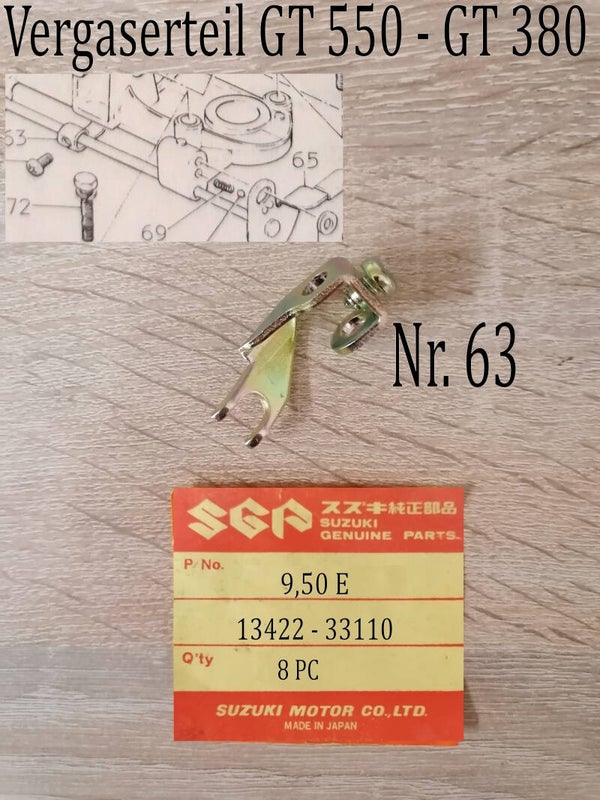 Vergaserteil GT 550 - GT 380
63
65
72
69
Nr. 63
SGP スズキ純正部品
SUZUKI
GENUINE PARTS.
P/No.
9,50 E
13422 - 33110
Q'ty
8 PC
SUZUKI MOTOR CO.,LTD.
MADE IN JAPAN